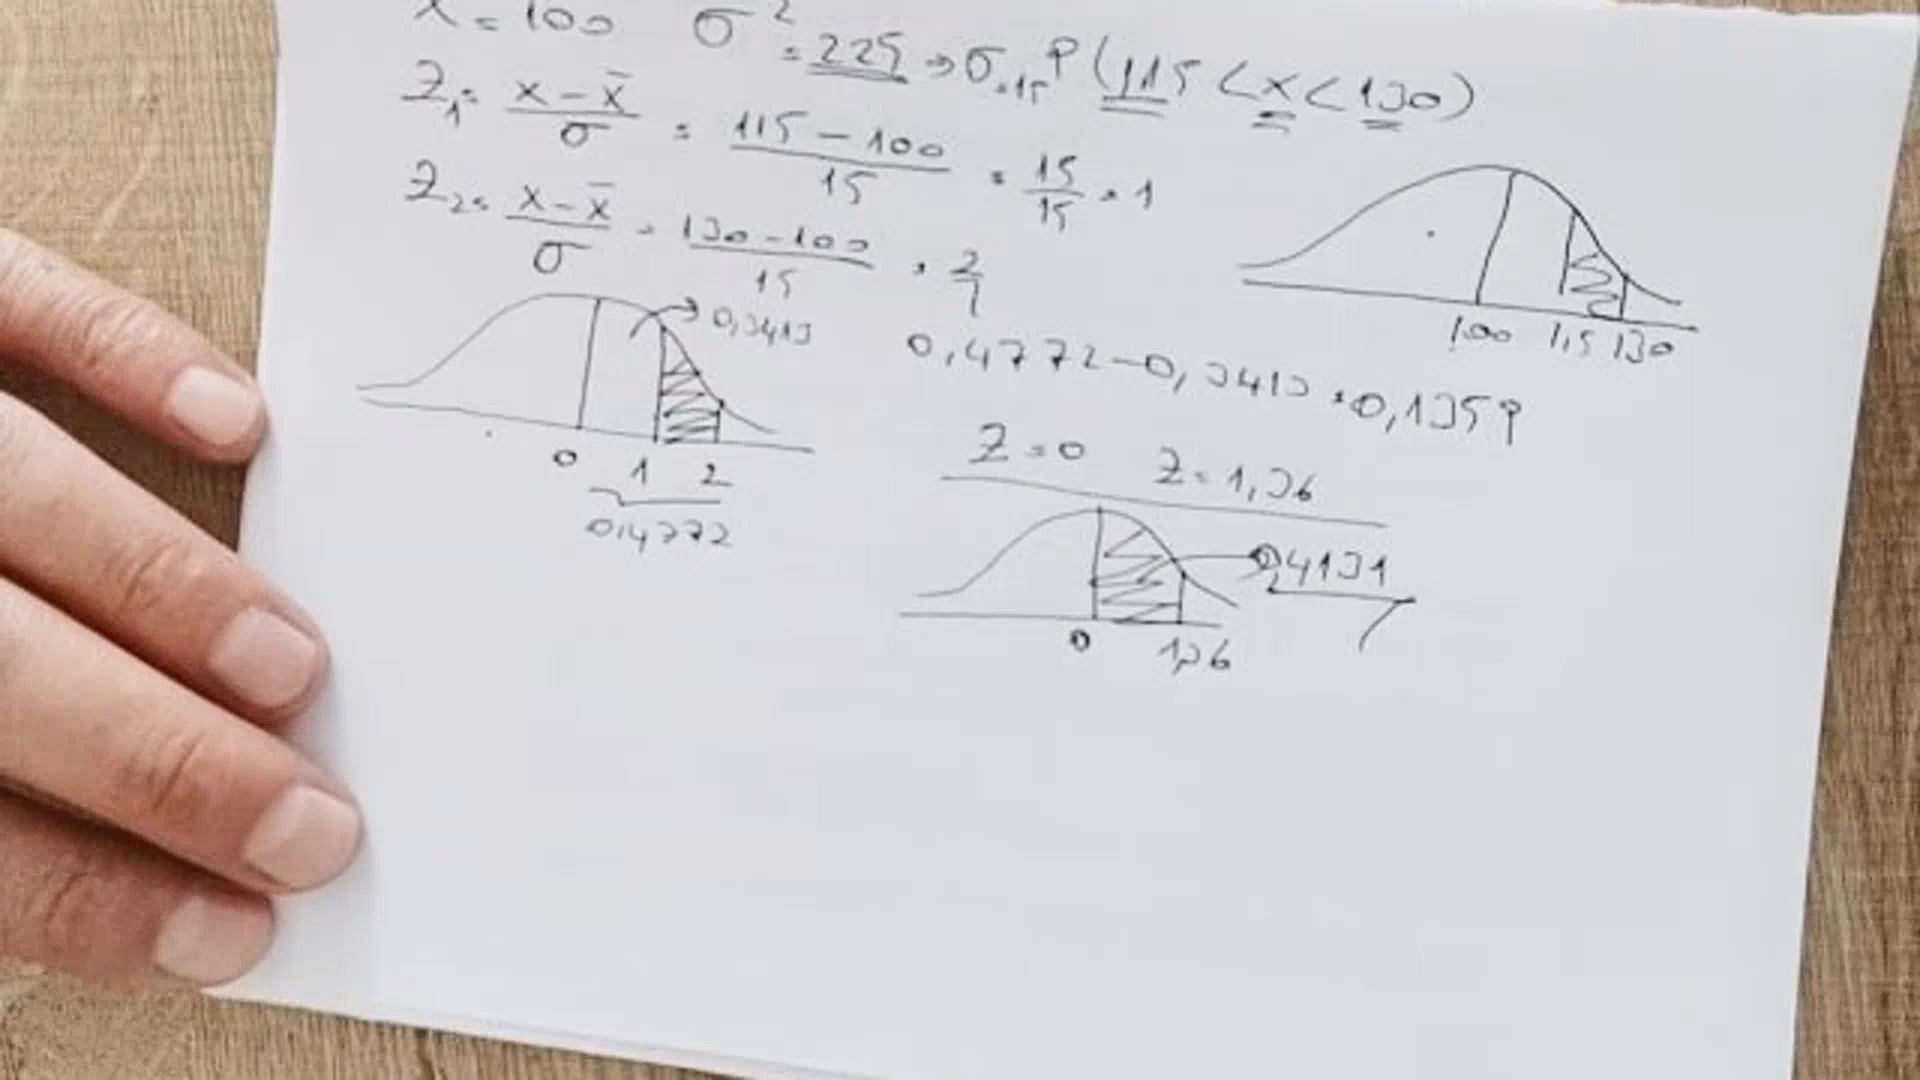 x̄ = 100 σ² = 225 → σ = 15 P(115 < x < 130)
Z₁ = (x − x̄)/σ = (115 − 100)/15 = 15/15 = 1
Z₂ = (x − x̄)/σ = (130 − 100)/15 = 2/1
100 115 130
0,3413
0 1 2
0,4772
0,4772 − 0,3413 = 0,1359
Z = 0 Z = 1,36
0,4131
0 1,36